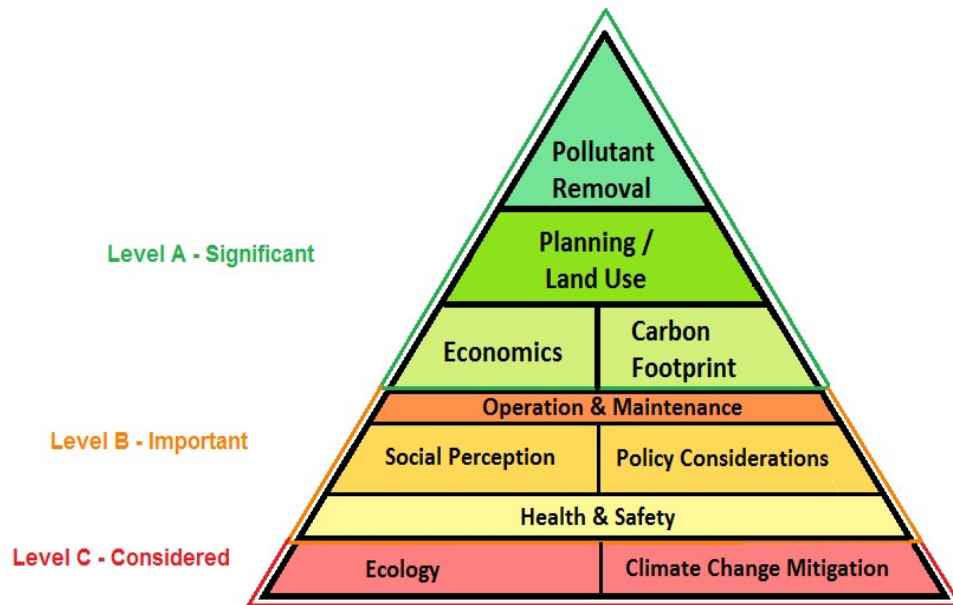 Pollutant
Removal
Level A - Significant
Planning /
Land Use
Economics
Carbon
Footprint
Operation & Maintenance
Level B - Important
Social Perception
Policy Considerations
Health & Safety
Level C - Considered
Ecology
Climate Change Mitigation